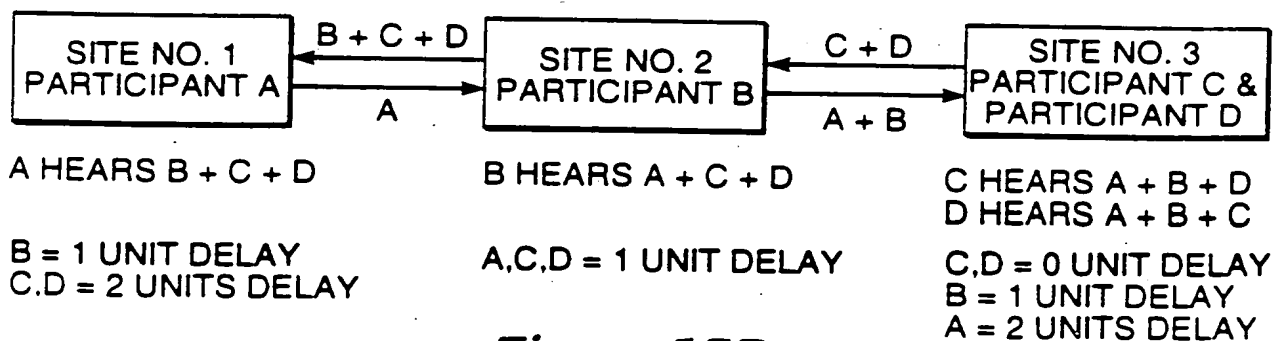 SITE NO. 1
PARTICIPANT A
B + C + D
A
SITE NO. 2
PARTICIPANT B
C + D
A + B
SITE NO. 3
PARTICIPANT C &
PARTICIPANT D
A HEARS B + C + D
B = 1 UNIT DELAY
C,D = 2 UNITS DELAY
B HEARS A + C + D
A,C,D = 1 UNIT DELAY
C HEARS A + B + D
D HEARS A + B + C
C,D = 0 UNIT DELAY
B = 1 UNIT DELAY
A = 2 UNITS DELAY